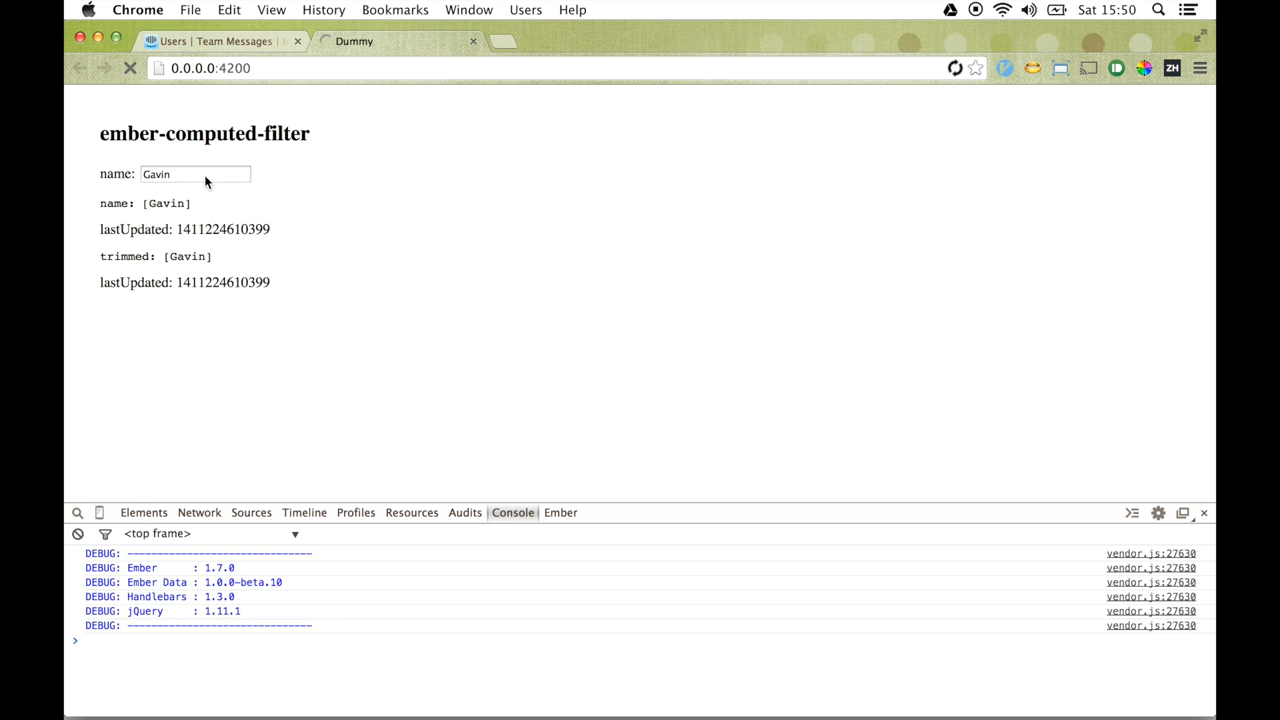 Chrome File Edit View History Bookmarks Window Users Help Sat 15:50
Users | Team Messages | Dummy
0.0.0.0:4200 ZH
ember-computed-filter
name: Gavin
name: [Gavin]
lastUpdated: 1411224610399
trimmed: [Gavin]
lastUpdated: 1411224610399
Elements Network Sources Timeline Profiles Resources Audits Console Ember
<top frame>
DEBUG: ------------------------------- vendor.js:27630
DEBUG: Ember : 1.7.0 vendor.js:27630
DEBUG: Ember Data : 1.0.0-beta.10 vendor.js:27630
DEBUG: Handlebars : 1.3.0 vendor.js:27630
DEBUG: jQuery : 1.11.1 vendor.js:27630
DEBUG: ------------------------------- vendor.js:27630